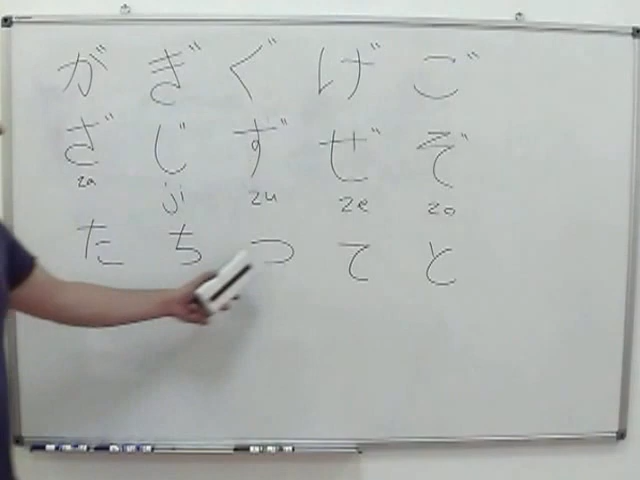 が ぎ ぐ げ ご
ざ じ ず ぜ ぞ
za ji zu ze zo
た ち つ て と